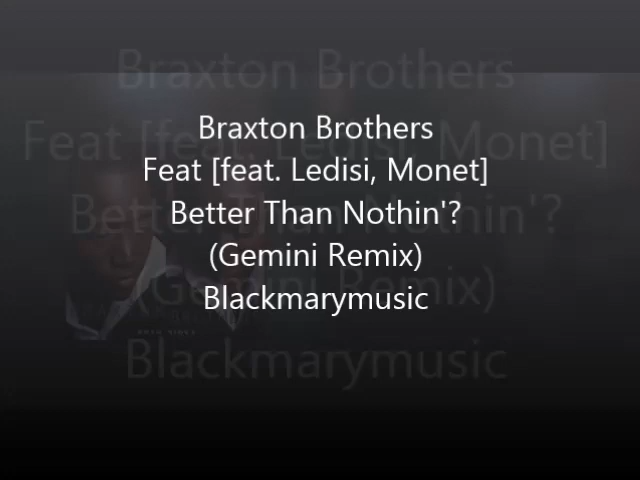 Braxton Brothers
Feat [feat. Ledisi, Monet]
Better Than Nothin'?
(Gemini Remix)
Blackmarymusic